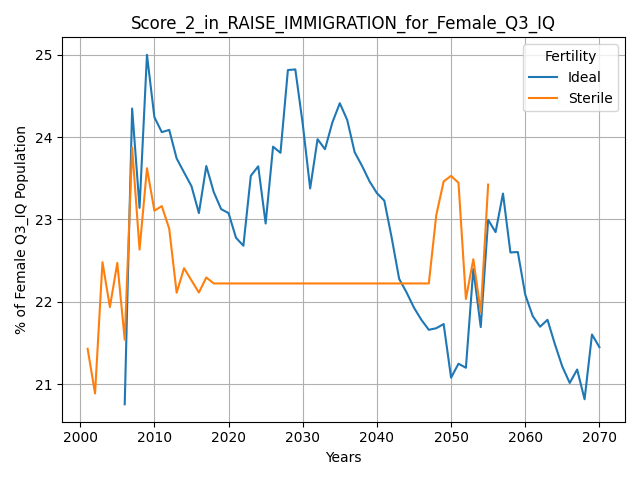 Score_2_in_RAISE_IMMIGRATION_for_Female_Q3_IQ
Fertility
Ideal
Sterile
% of Female Q3_IQ Population
25
24
23
22
21
2000 2010 2020 2030 2040 2050 2060 2070
Years